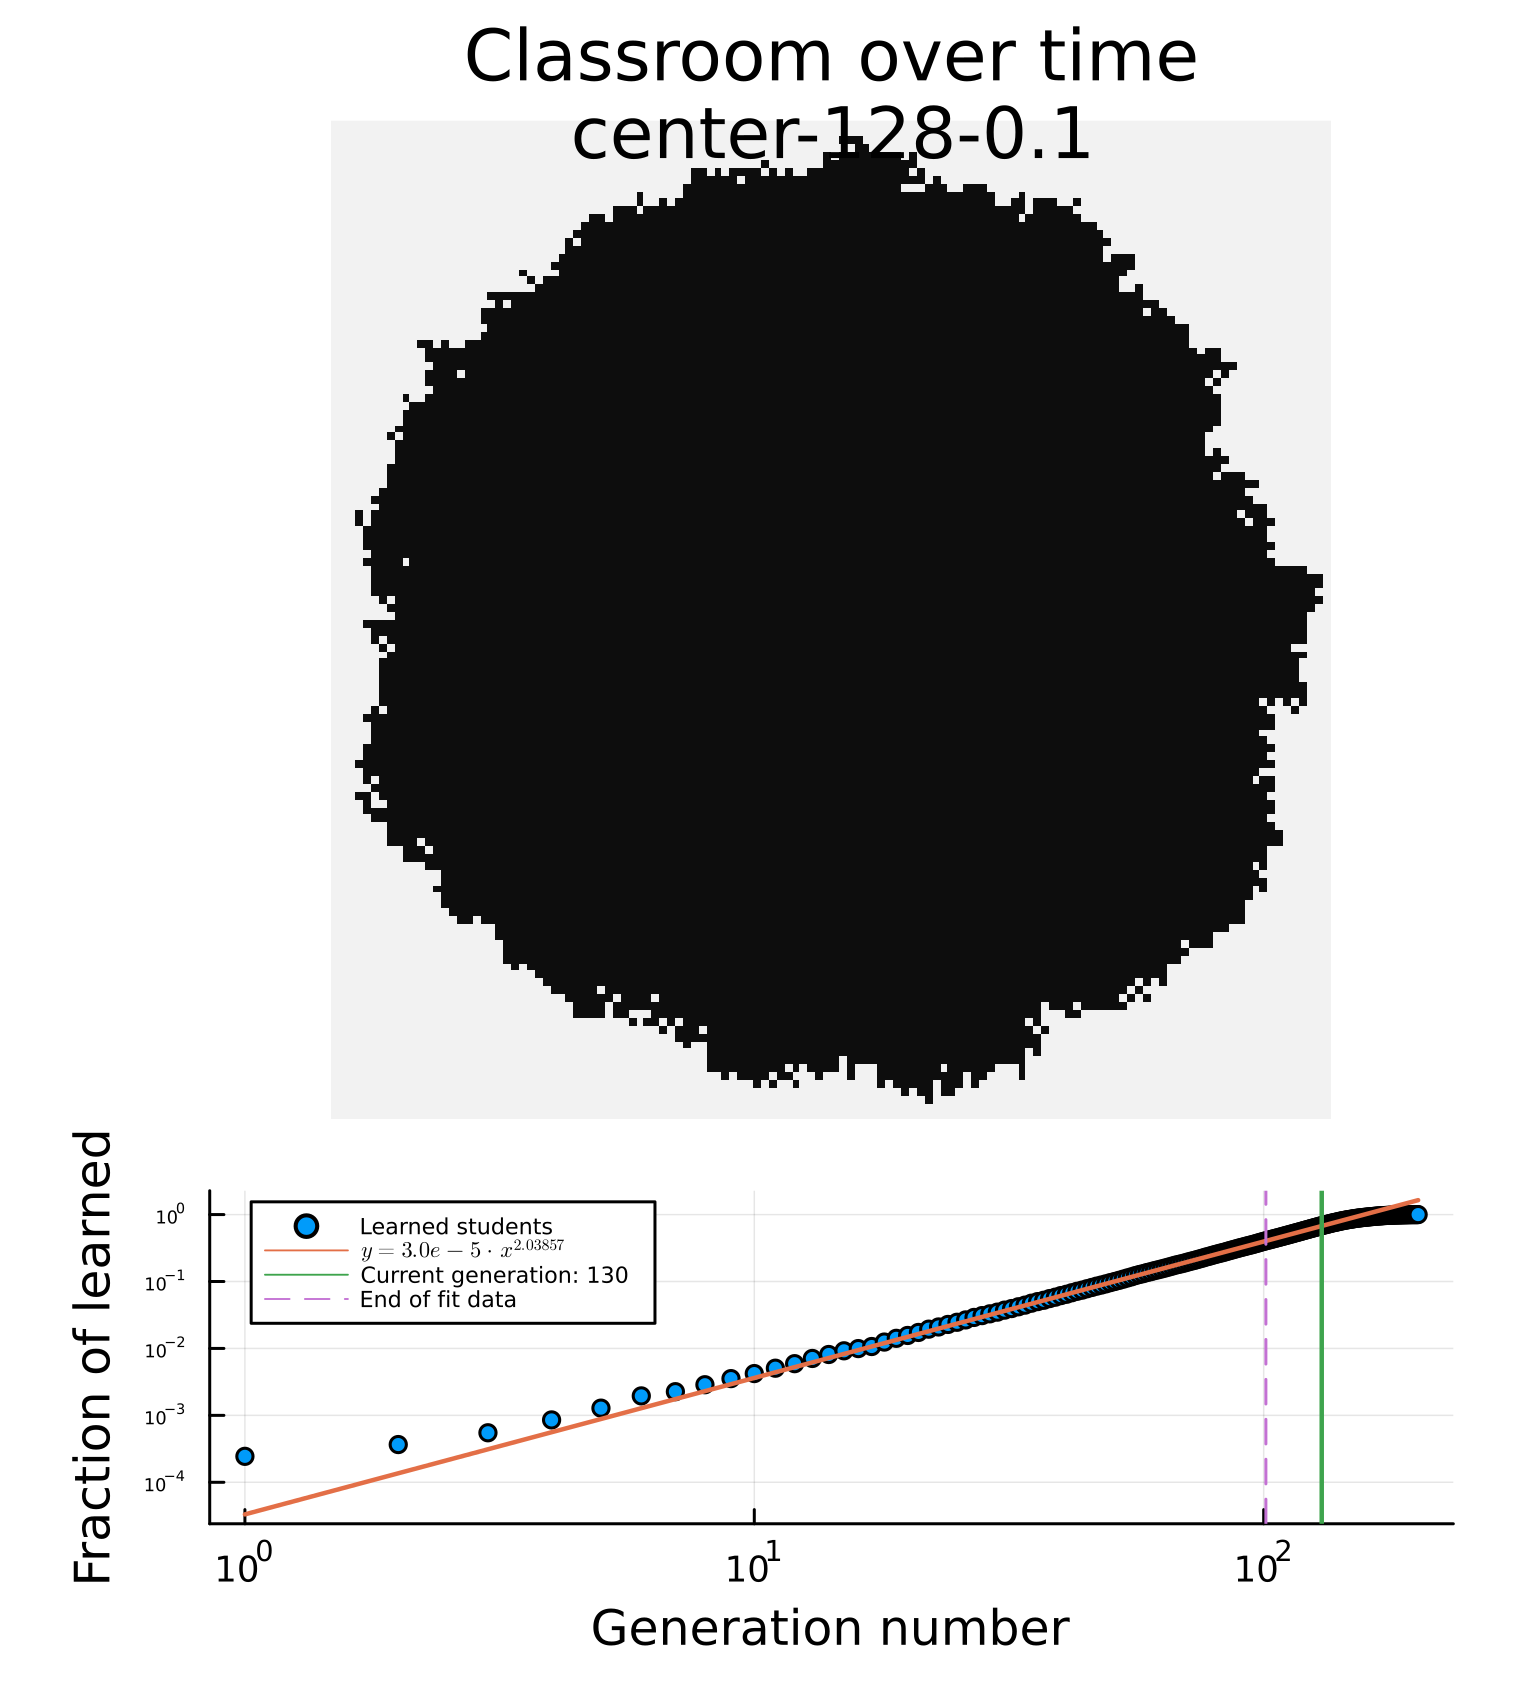 Classroom over time
center-128-0.1
Fraction of learned
10⁰
10⁻¹
10⁻²
10⁻³
10⁻⁴
Learned students
y = 3.0e − 5 · x^{2.03857}
Current generation: 130
End of fit data
10⁰ 10¹ 10²
Generation number